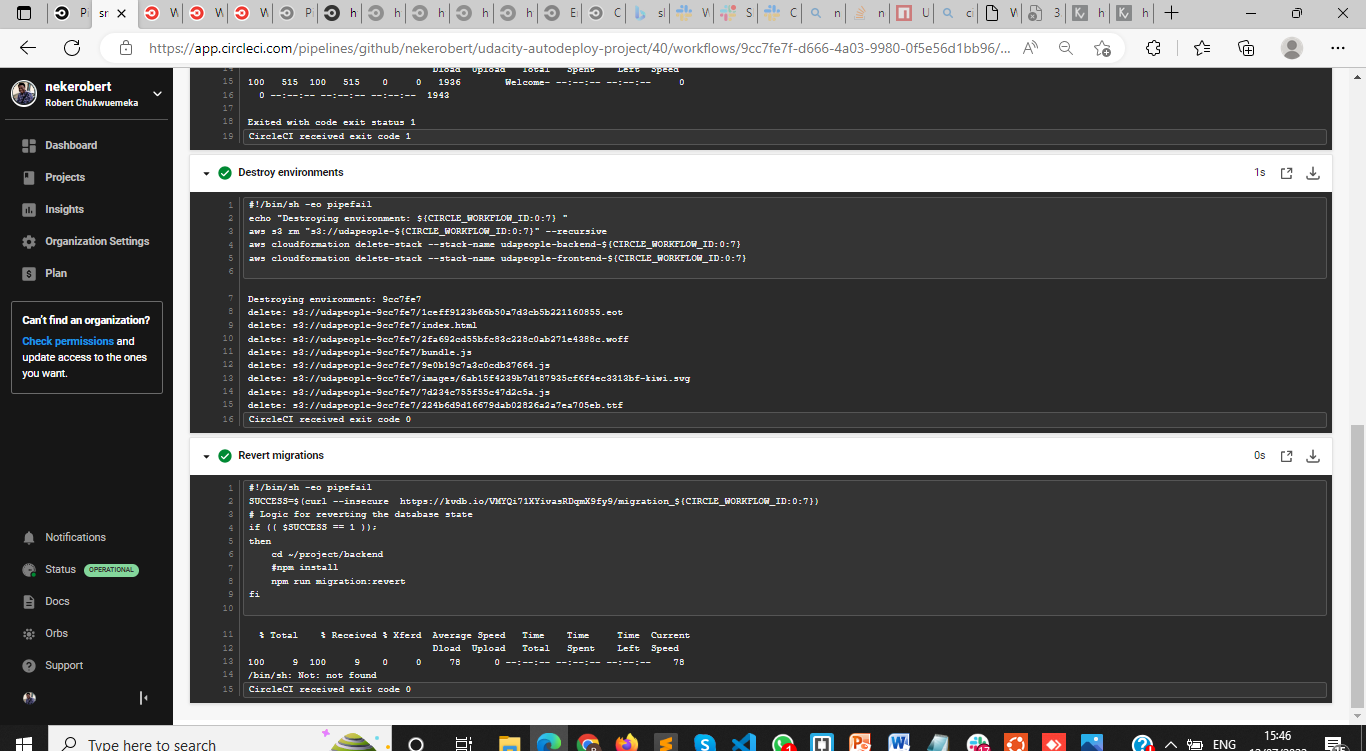 https://app.circleci.com/pipelines/github/nekerobert/udacity-autodeploy-project/40/workflows/9cc7fe7f-d666-4a03-9980-0f5e56d1bb96/...
nekerobert
Robert Chukwuemeka
Dashboard
Projects
Insights
Organization Settings
Plan
Can't find an organization?
Check permissions and
update access to the ones
you want.
Notifications
Status OPERATIONAL
Docs
Orbs
Support
14 Dload Upload Total Spent Left Speed
15 100 515 100 515 0 0 1936 Welcome- --:--:-- --:--:-- 0
16 0 --:--:-- --:--:-- --:--:-- 1943
17
18 Exited with code exit status 1
19 CircleCI received exit code 1
Destroy environments 1s
1 #!/bin/sh -eo pipefail
2 echo "Destroying environment: ${CIRCLE_WORKFLOW_ID:0:7} "
3 aws s3 rm "s3://udapeople-${CIRCLE_WORKFLOW_ID:0:7}" --recursive
4 aws cloudformation delete-stack --stack-name udapeople-backend-${CIRCLE_WORKFLOW_ID:0:7}
5 aws cloudformation delete-stack --stack-name udapeople-frontend-${CIRCLE_WORKFLOW_ID:0:7}
6
7 Destroying environment: 9cc7fe7
8 delete: s3://udapeople-9cc7fe7/1ceff9123b66b50a7d3cb5b221160855.eot
9 delete: s3://udapeople-9cc7fe7/index.html
10 delete: s3://udapeople-9cc7fe7/2fa692cd55bfc83c228c0ab271e4388c.woff
11 delete: s3://udapeople-9cc7fe7/bundle.js
12 delete: s3://udapeople-9cc7fe7/9e0b19c7a3c0cdb37664.js
13 delete: s3://udapeople-9cc7fe7/images/6ab15f4239b7d187935cf6f4ec3313bf-kiwi.svg
14 delete: s3://udapeople-9cc7fe7/7d234c755f55c47d2c5a.js
15 delete: s3://udapeople-9cc7fe7/224b6d9d16679dab02826a2a7ea705eb.ttf
16 CircleCI received exit code 0
Revert migrations 0s
1 #!/bin/sh -eo pipefail
2 SUCCESS=$(curl --insecure  https://kvdb.io/VMYQi71XYivasRDqmX9fy9/migration_${CIRCLE_WORKFLOW_ID:0:7})
3 # Logic for reverting the database state
4 if (( $SUCCESS == 1 ));
5 then
6 cd ~/project/backend
7 #npm install
8 npm run migration:revert
9 fi
10
11 % Total % Received % Xferd Average Speed Time Time Time Current
12 Dload Upload Total Spent Left Speed
13 100 9 100 9 0 0 78 0 --:--:-- --:--:-- --:--:-- 78
14 /bin/sh: Not: not found
15 CircleCI received exit code 0
Type here to search
ENG
15:46